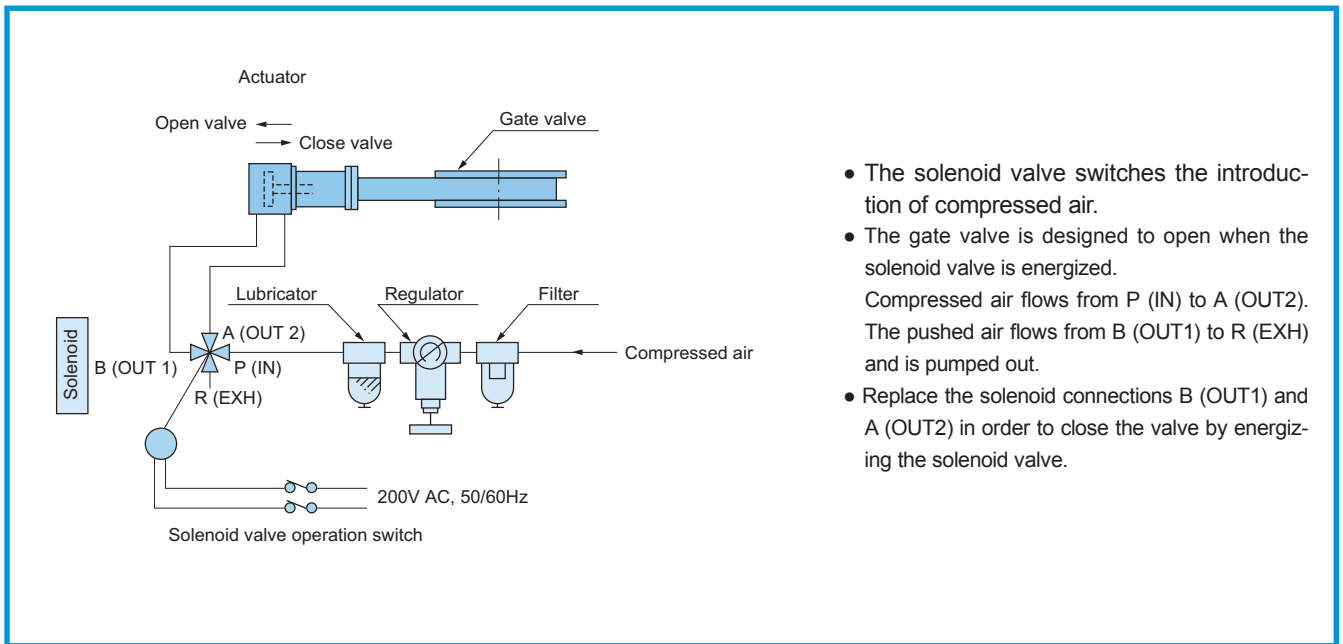 Actuator
Open valve
Close valve
Gate valve
Lubricator
Regulator
Filter
A (OUT 2)
Compressed air
Solenoid
B (OUT 1)
P (IN)
R (EXH)
200V AC, 50/60Hz
Solenoid valve operation switch
● The solenoid valve switches the introduc-
tion of compressed air.
● The gate valve is designed to open when the
solenoid valve is energized.
Compressed air flows from P (IN) to A (OUT2).
The pushed air flows from B (OUT1) to R (EXH)
and is pumped out.
● Replace the solenoid connections B (OUT1) and
A (OUT2) in order to close the valve by energiz-
ing the solenoid valve.